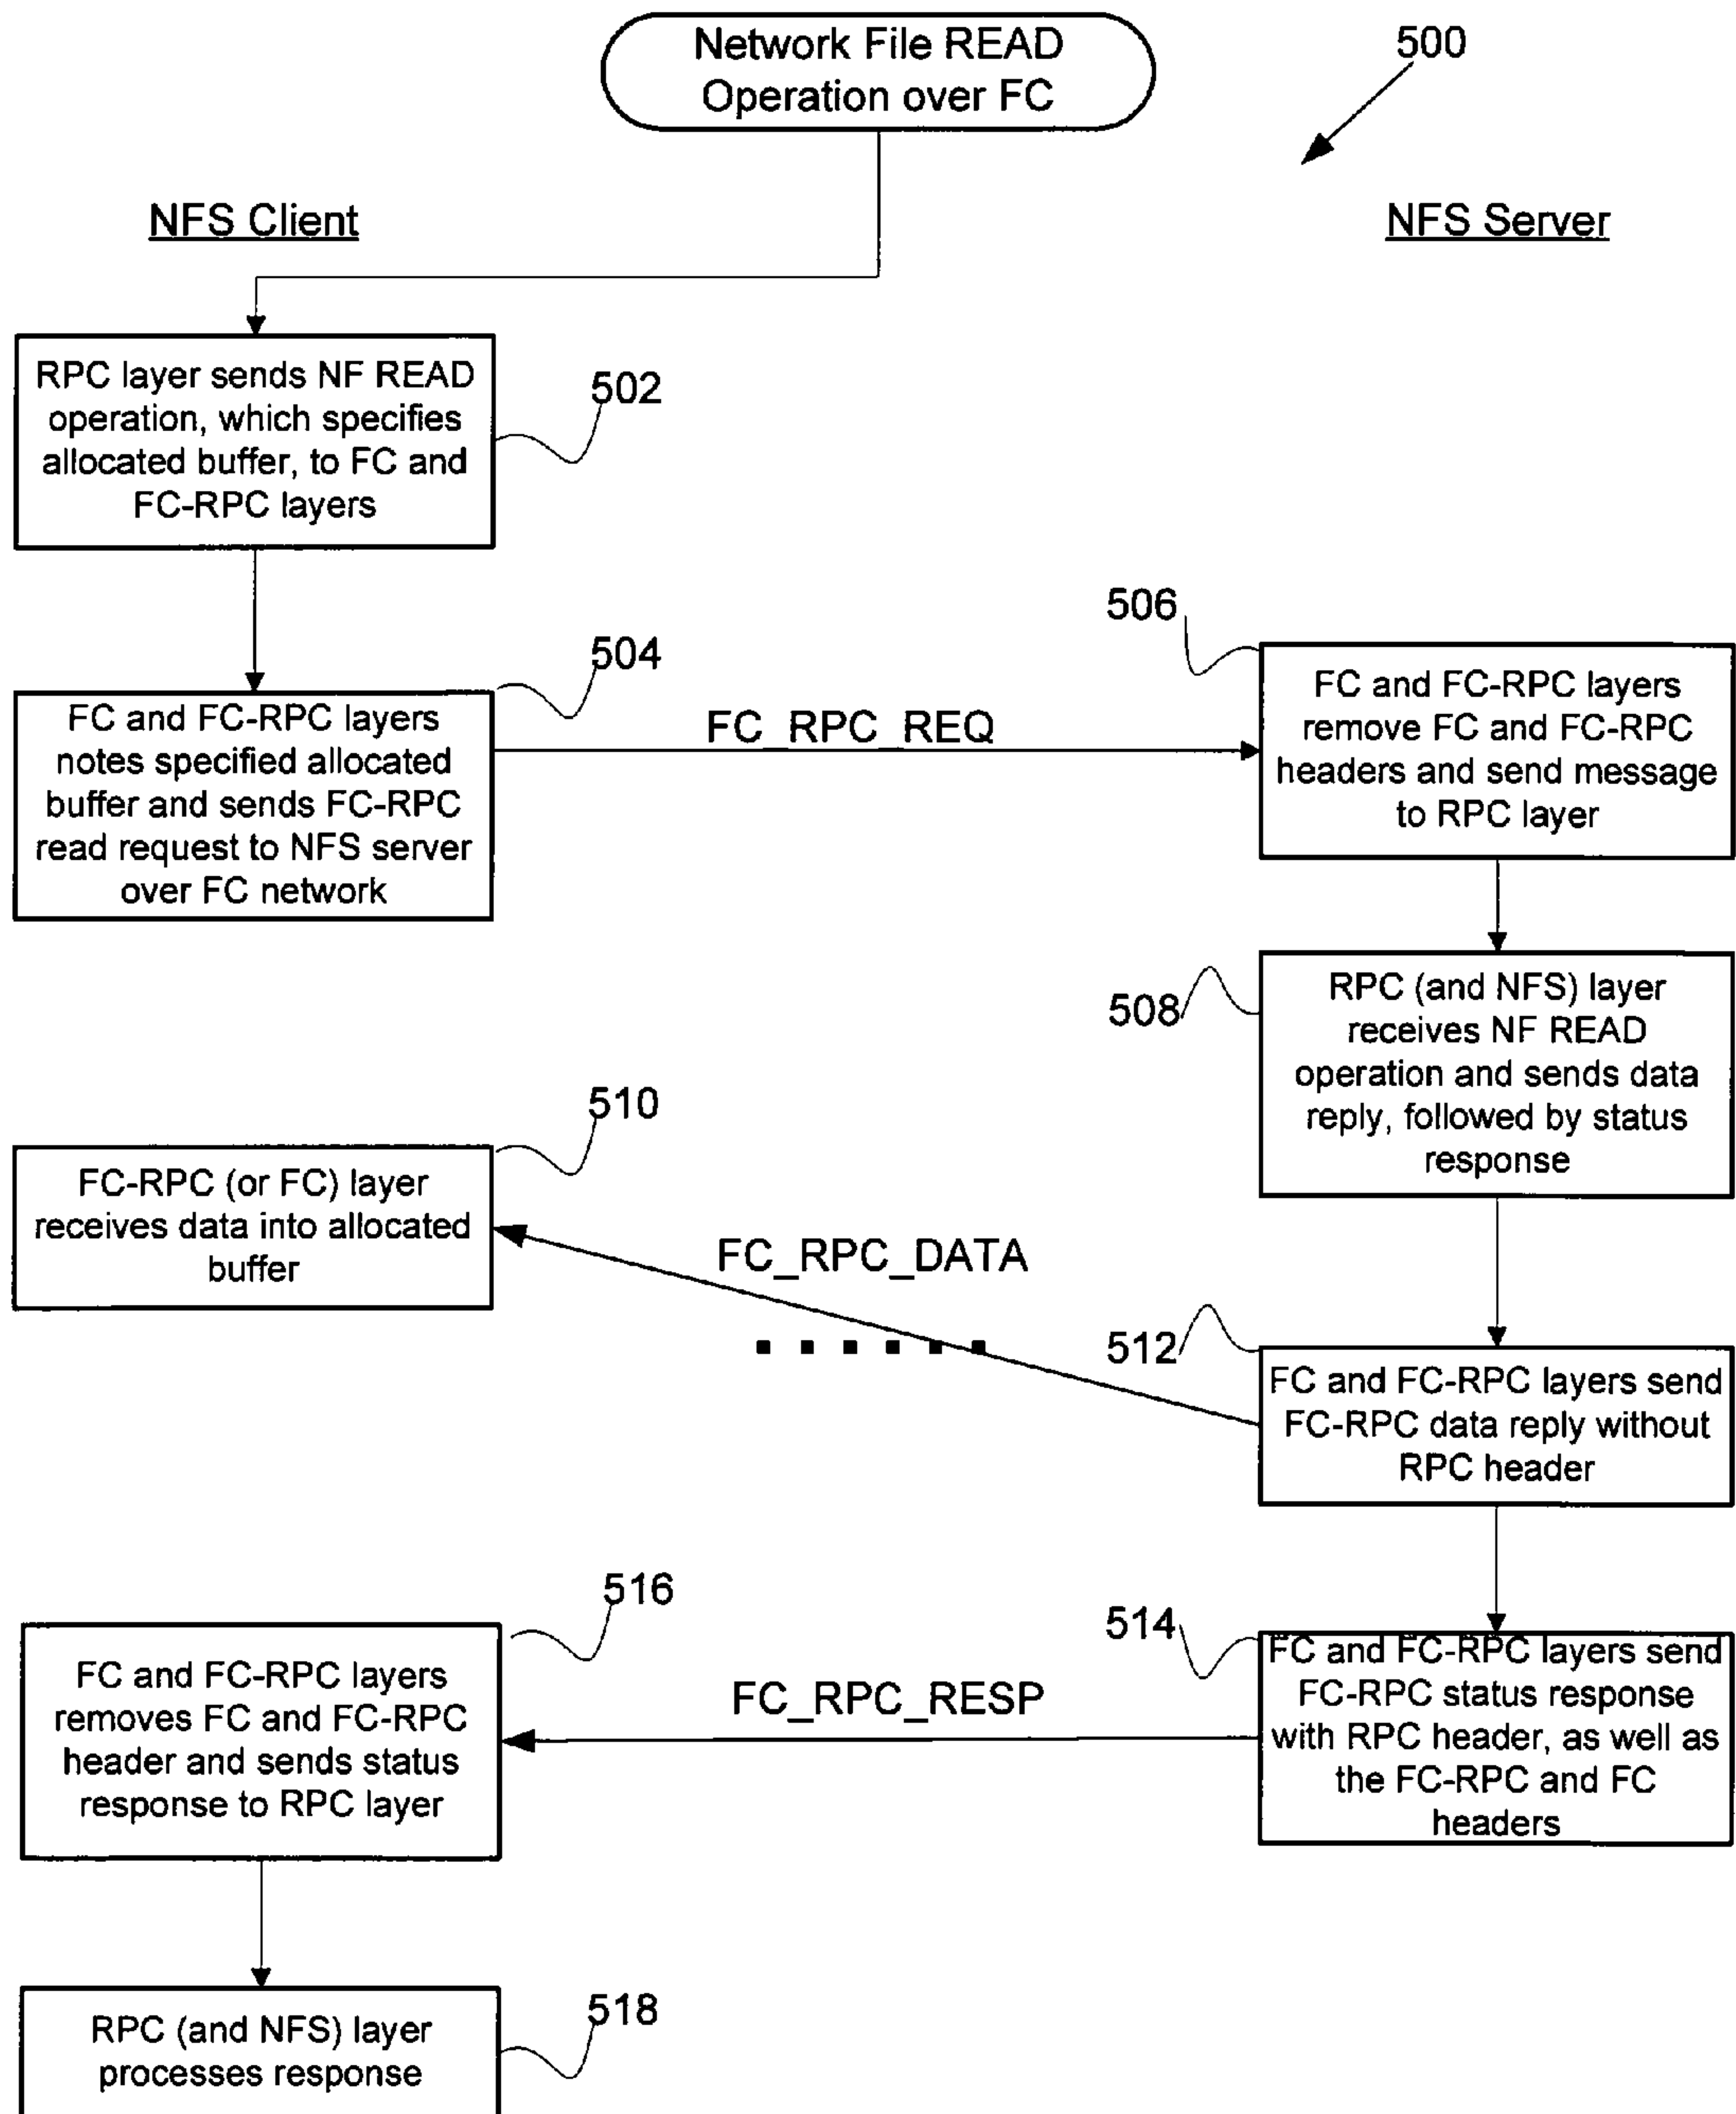 Network File READ
Operation over FC
500
NFS Client
NFS Server
RPC layer sends NF READ
operation, which specifies
allocated buffer, to FC and
FC-RPC layers
502
504
FC and FC-RPC layers
notes specified allocated
buffer and sends FC-RPC
read request to NFS server
over FC network
FC_RPC_REQ
506
FC and FC-RPC layers
remove FC and FC-RPC
headers and send message
to RPC layer
508
RPC (and NFS) layer
receives NF READ
operation and sends data
reply, followed by status
response
510
FC-RPC (or FC) layer
receives data into allocated
buffer
FC_RPC_DATA
512
FC and FC-RPC layers send
FC-RPC data reply without
RPC header
514
FC and FC-RPC layers send
FC-RPC status response
with RPC header, as well as
the FC-RPC and FC
headers
516
FC_RPC_RESP
FC and FC-RPC layers
removes FC and FC-RPC
header and sends status
response to RPC layer
518
RPC (and NFS) layer
processes response